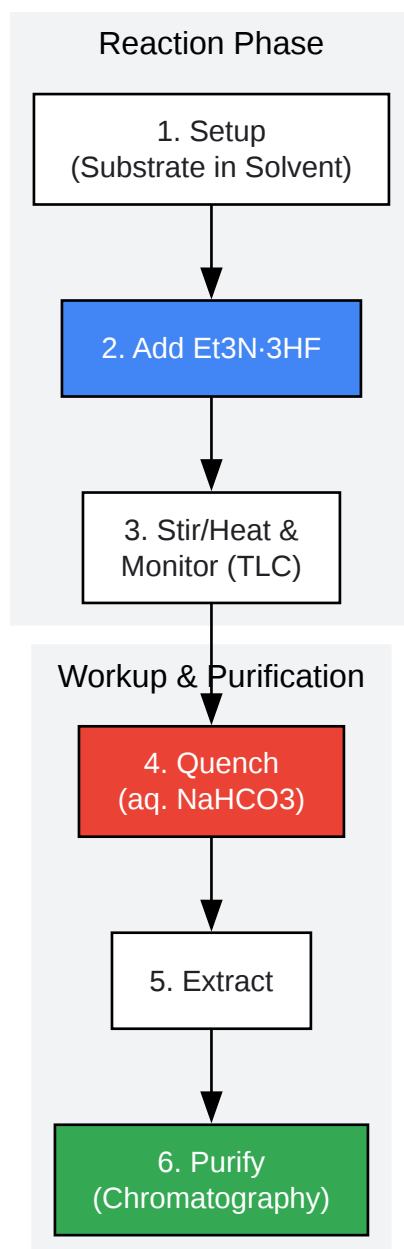 Reaction Phase
1. Setup
(Substrate in Solvent)
2. Add Et3N·3HF
3. Stir/Heat &
Monitor (TLC)
Workup & Purification
4. Quench
(aq. NaHCO3)
5. Extract
6. Purify
(Chromatography)